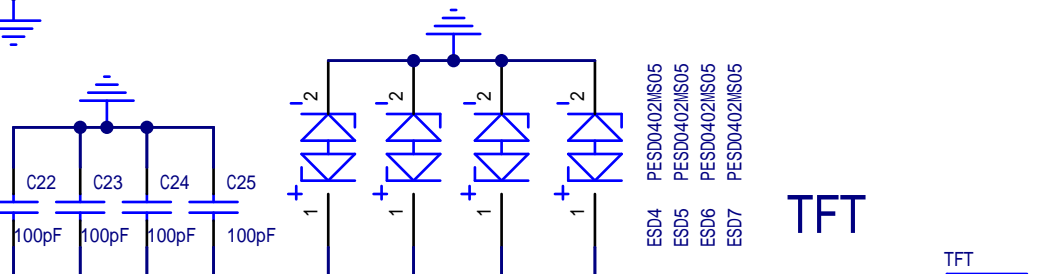 2 2 2 2
1 1 1 1
C22 C23 C24 C25
100pF 100pF 100pF 100pF
ESD4 PESD0402MS05
ESD5 PESD0402MS05
ESD6 PESD0402MS05
ESD7 PESD0402MS05
TFT
TFT